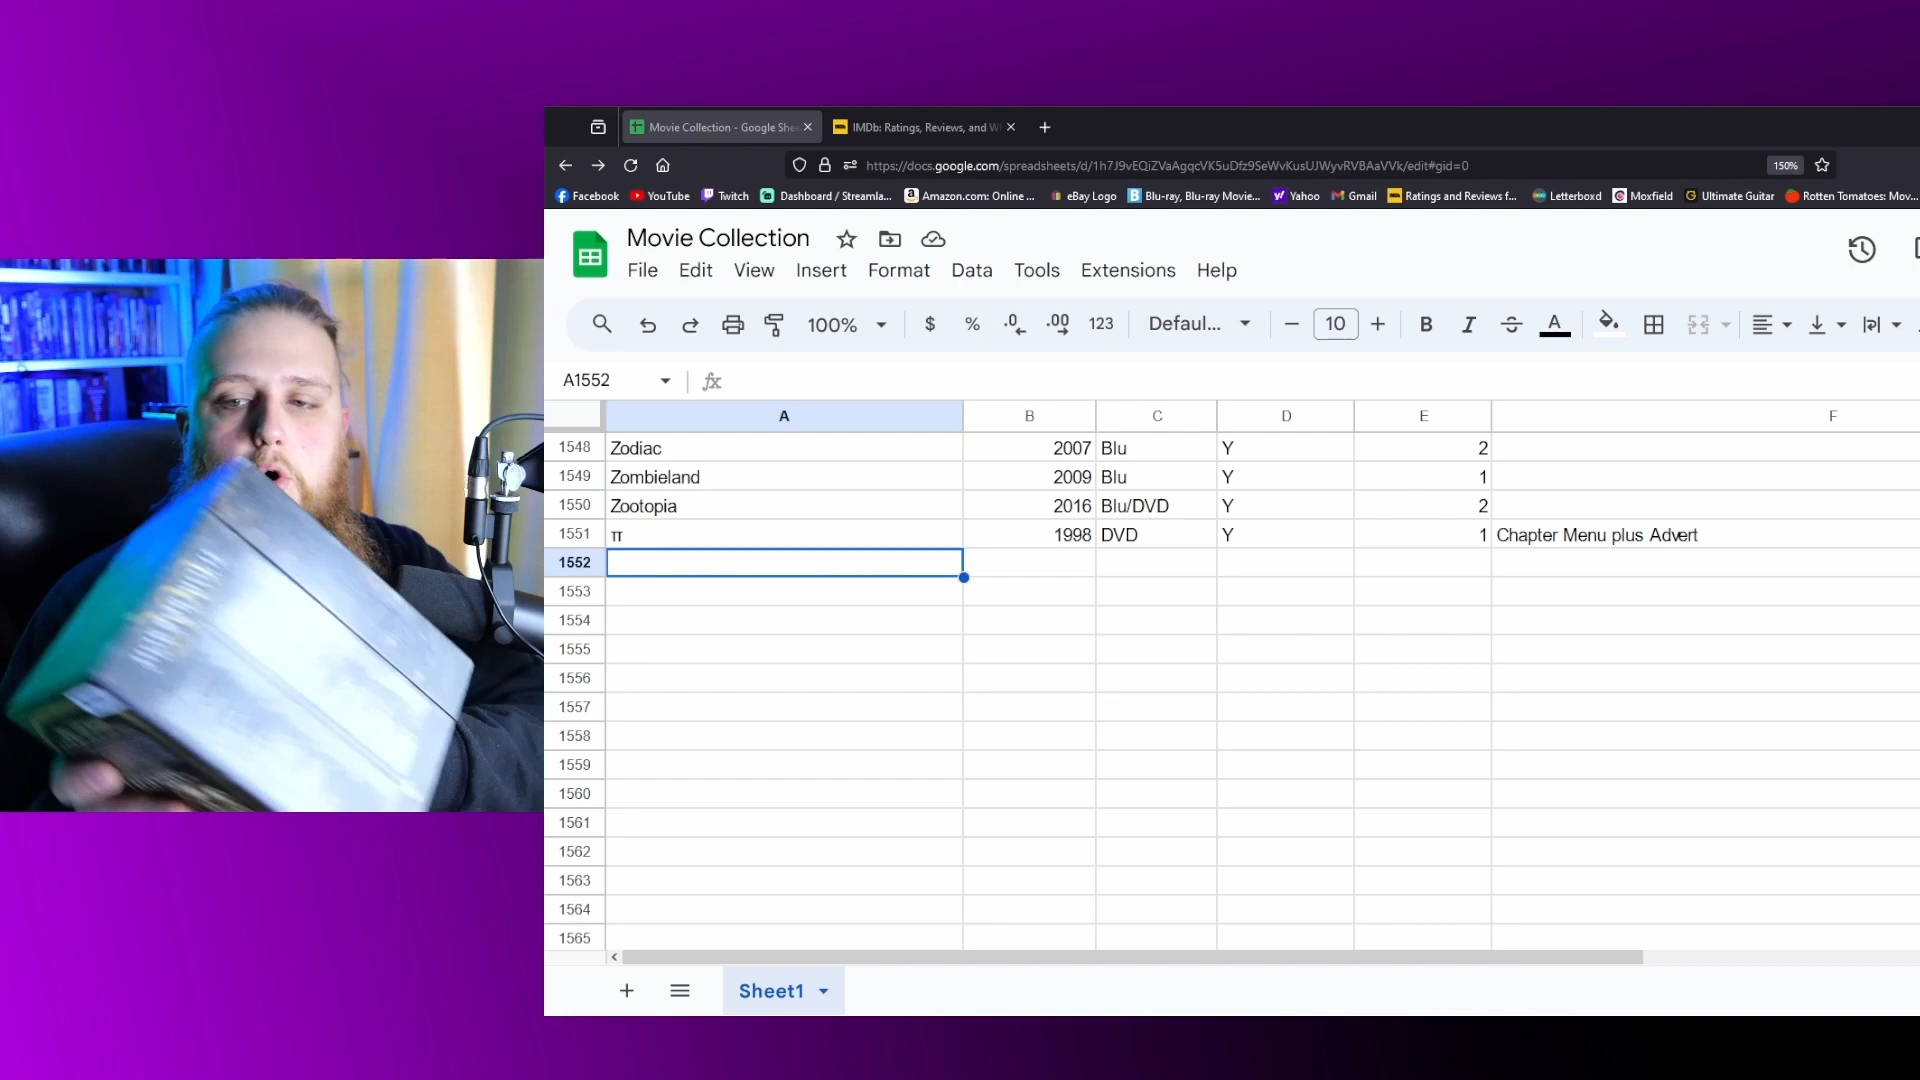 Movie Collection - Google She
IMDb: Ratings, Reviews, and W
https://docs.google.com/spreadsheets/d/1h7J9vEQiZVaAgqcVK5uDfz9SeWvKusUJWyvRVBAaVVk/edit#gid=0
150%
Facebook YouTube Twitch Dashboard / Streamla... Amazon.com: Online ... eBay Logo Blu-ray, Blu-ray Movie... Yahoo Gmail Ratings and Reviews f... Letterboxd Moxfield Ultimate Guitar Rotten Tomatoes: Mov...
Movie Collection
File Edit View Insert Format Data Tools Extensions Help
100% $ % .0 .00 123 Defaul... 10 B I A
A1552 fx
A B C D E F
1548 Zodiac 2007 Blu Y 2
1549 Zombieland 2009 Blu Y 1
1550 Zootopia 2016 Blu/DVD Y 2
1551 π 1998 DVD Y 1 Chapter Menu plus Advert
1552
1553
1554
1555
1556
1557
1558
1559
1560
1561
1562
1563
1564
1565
Sheet1